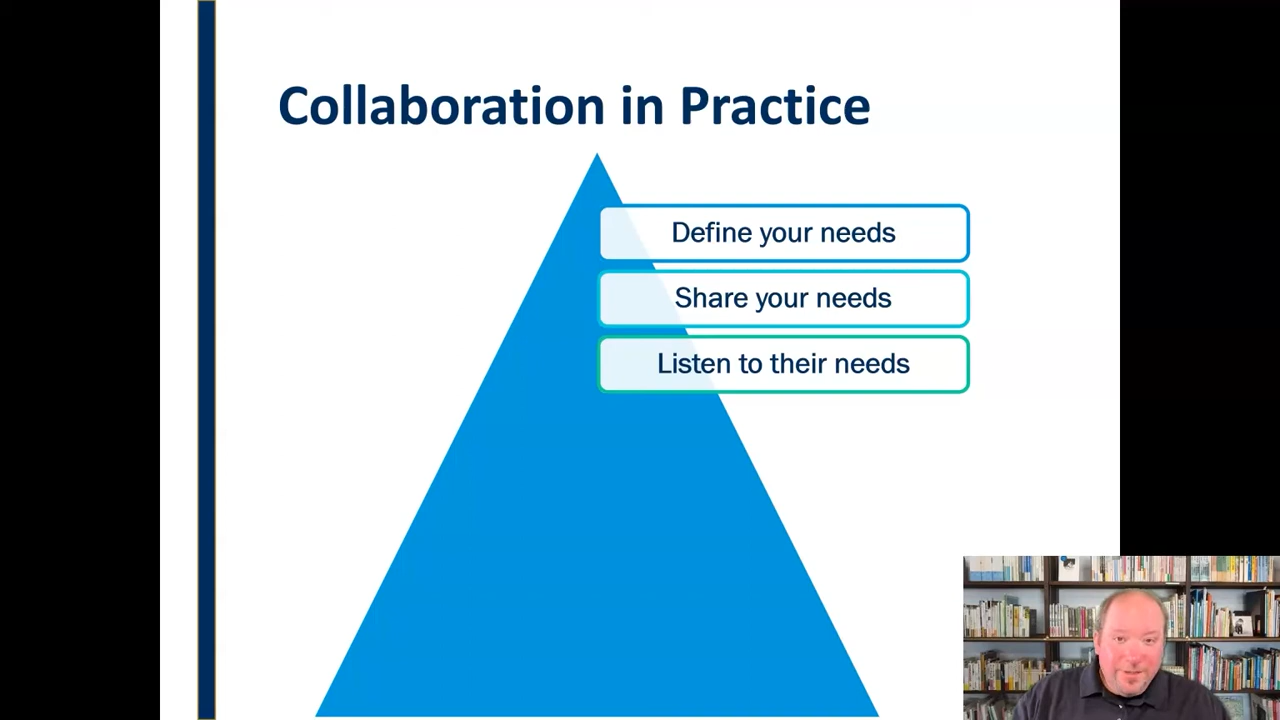 Collaboration in Practice
Define your needs
Share your needs
Listen to their needs